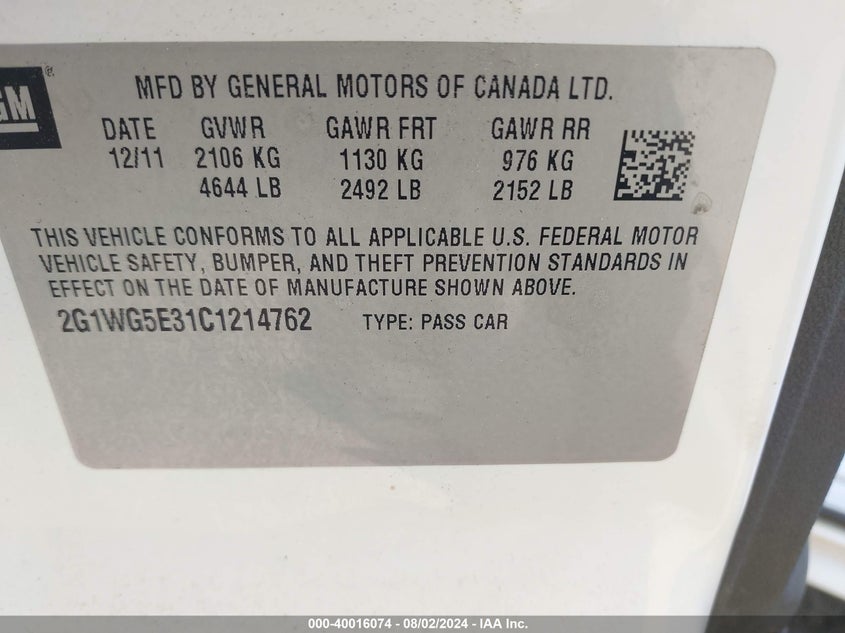 GM®
MFD BY GENERAL MOTORS OF CANADA LTD.
DATE GVWR GAWR FRT GAWR RR
12/11 2106 KG 1130 KG 976 KG
4644 LB 2492 LB 2152 LB
THIS VEHICLE CONFORMS TO ALL APPLICABLE U.S. FEDERAL MOTOR
VEHICLE SAFETY, BUMPER, AND THEFT PREVENTION STANDARDS IN
EFFECT ON THE DATE OF MANUFACTURE SHOWN ABOVE.
2G1WG5E31C1214762 TYPE: PASS CAR
000-40016074 - 08/02/2024 - IAA Inc.